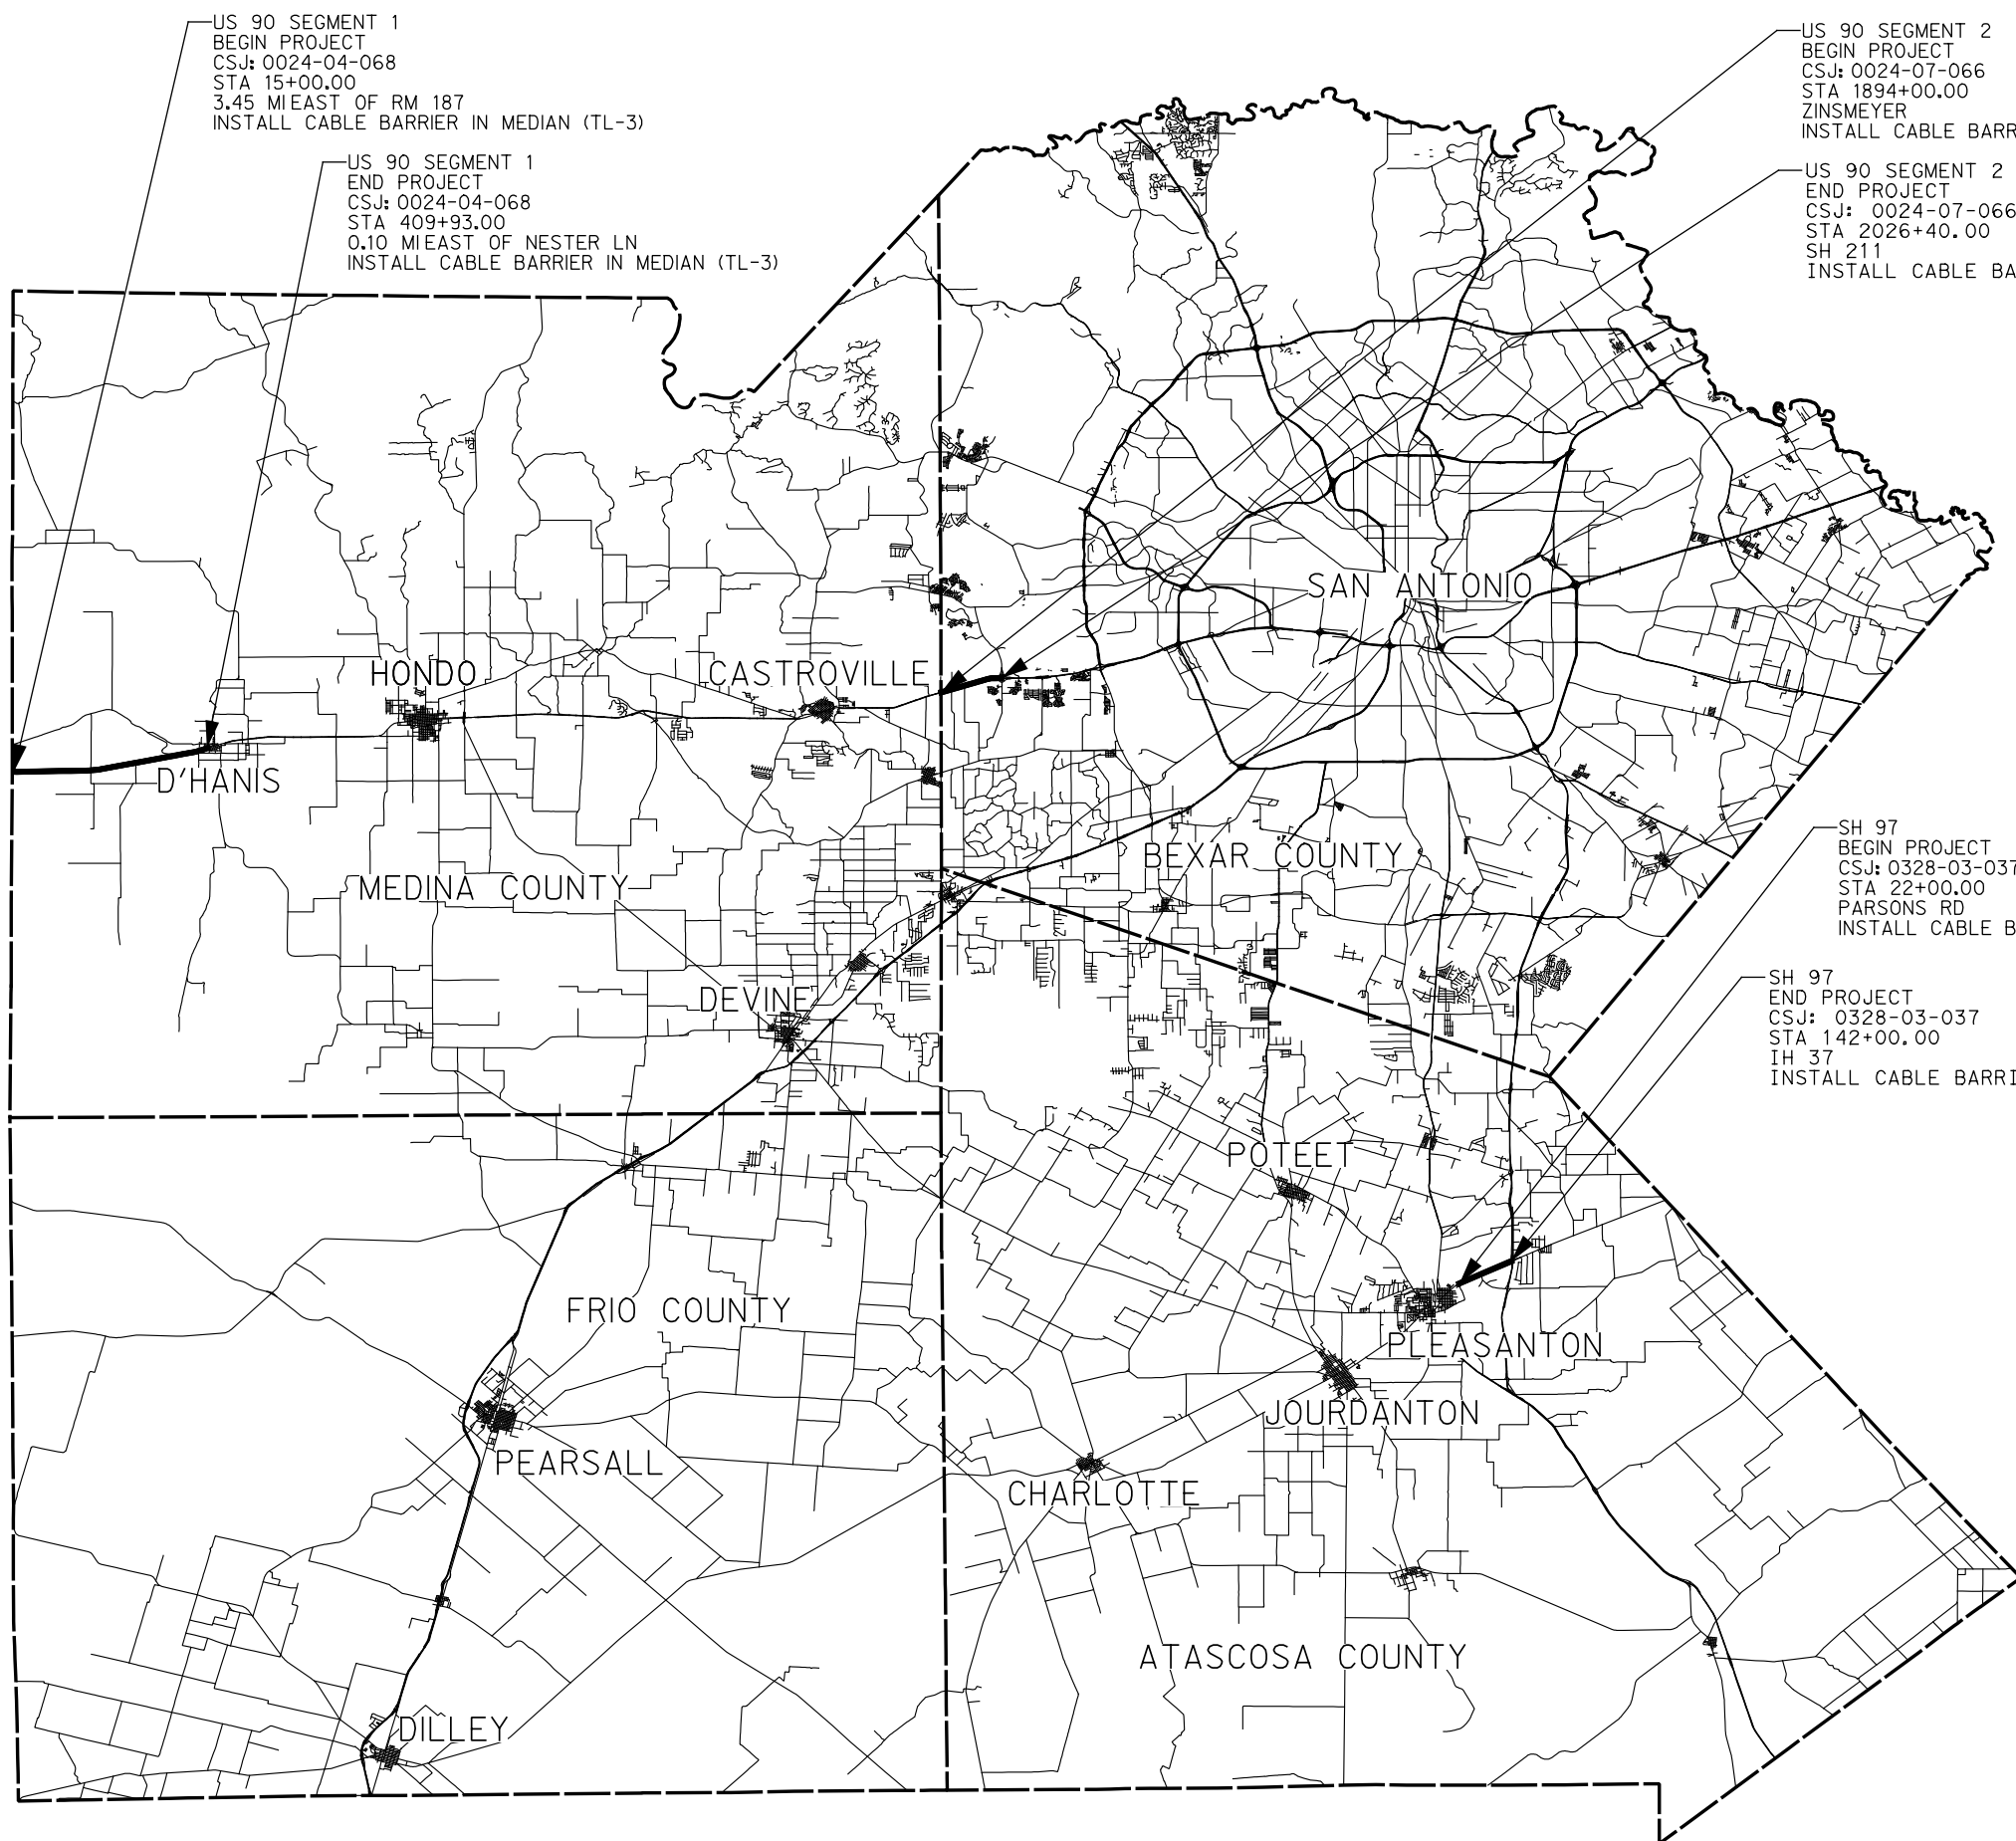 US 90 SEGMENT 1
BEGIN PROJECT
CSJ: 0024-04-068
STA 15+00.00
3.45 MI EAST OF RM 187
INSTALL CABLE BARRIER IN MEDIAN (TL-3)
US 90 SEGMENT 1
END PROJECT
CSJ: 0024-04-068
STA 409+93.00
0.10 MI EAST OF NESTER LN
INSTALL CABLE BARRIER IN MEDIAN (TL-3)
US 90 SEGMENT 2
BEGIN PROJECT
CSJ: 0024-07-066
STA 1894+00.00
ZINSMEYER
INSTALL CABLE BARR
US 90 SEGMENT 2
END PROJECT
CSJ: 0024-07-066
STA 2026+40.00
SH 211
INSTALL CABLE BA
SAN ANTONIO
HONDO
CASTROVILLE
D'HANIS
MEDINA COUNTY
BEXAR COUNTY
SH 97
BEGIN PROJECT
CSJ: 0328-03-037
STA 22+00.00
PARSONS RD
INSTALL CABLE B
DEVINE
SH 97
END PROJECT
CSJ: 0328-03-037
STA 142+00.00
IH 37
INSTALL CABLE BARRI
POTEET
FRIO COUNTY
PLEASANTON
JOURDANTON
PEARSALL
CHARLOTTE
ATASCOSA COUNTY
DILLEY